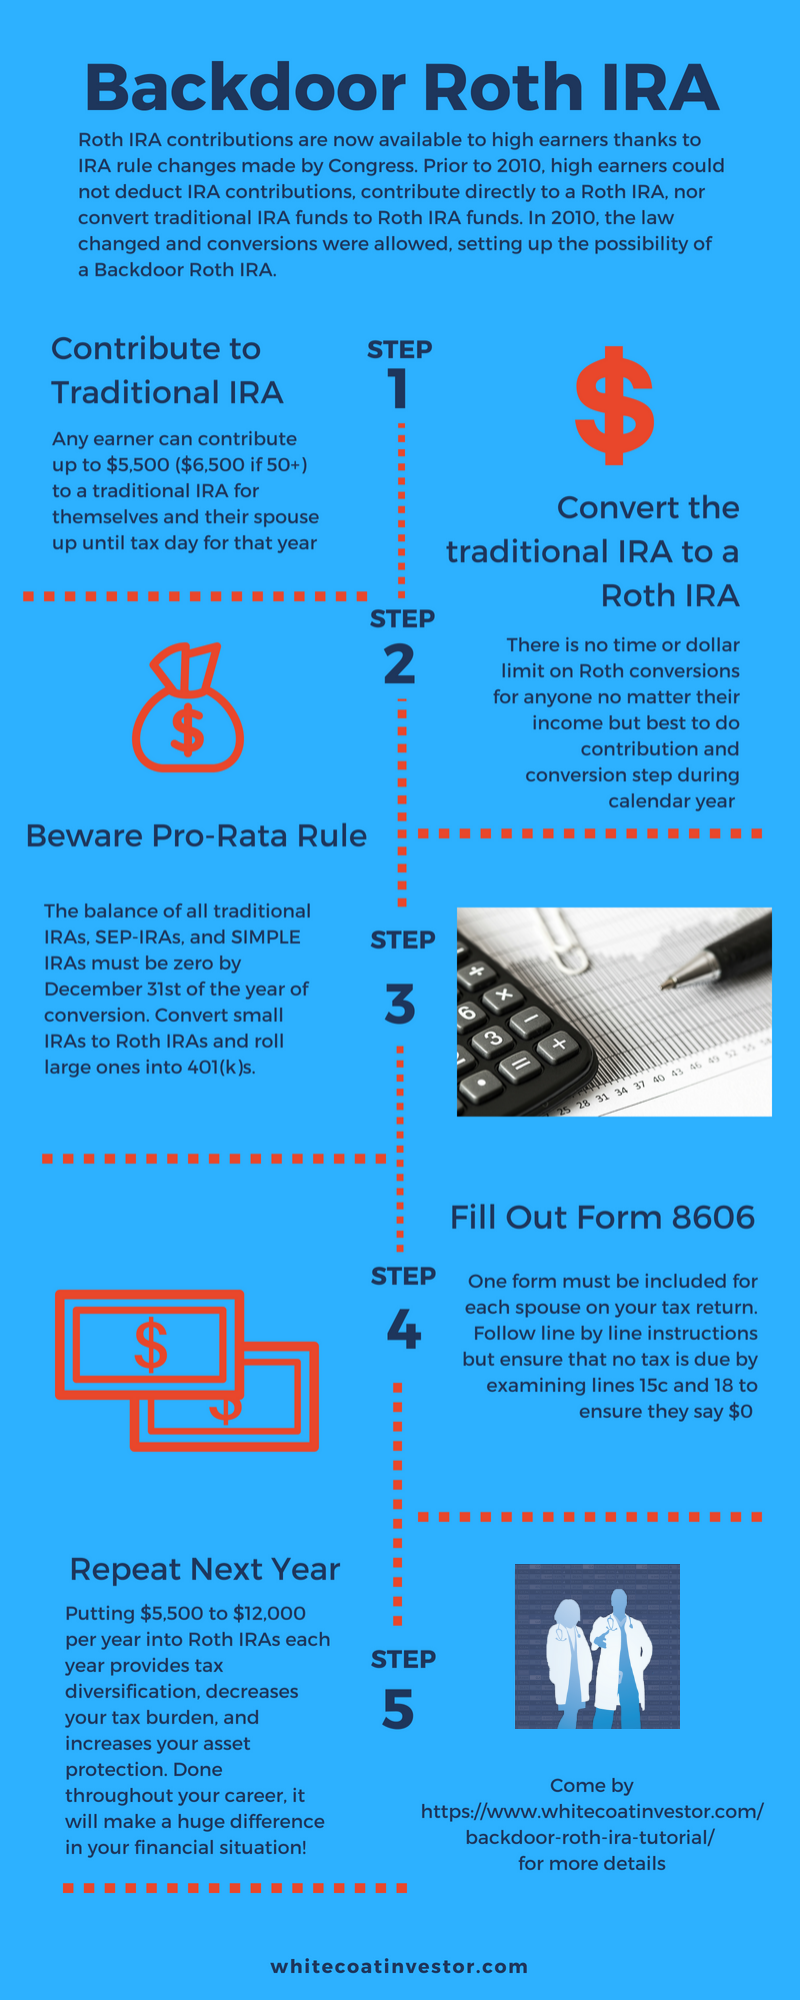 Backdoor Roth IRA
Roth IRA contributions are now available to high earners thanks to
IRA rule changes made by Congress. Prior to 2010, high earners could
not deduct IRA contributions, contribute directly to a Roth IRA, nor
convert traditional IRA funds to Roth IRA funds. In 2010, the law
changed and conversions were allowed, setting up the possibility of
a Backdoor Roth IRA.
STEP
1
Contribute to
Traditional IRA
Any earner can contribute
up to $5,500 ($6,500 if 50+)
to a traditional IRA for
themselves and their spouse
up until tax day for that year
$
STEP
2
Convert the
traditional IRA to a
Roth IRA
There is no time or dollar
limit on Roth conversions
for anyone no matter their
income but best to do
contribution and
conversion step during
calendar year
$
STEP
3
Beware Pro-Rata Rule
The balance of all traditional
IRAs, SEP-IRAs, and SIMPLE
IRAs must be zero by
December 31st of the year of
conversion. Convert small
IRAs to Roth IRAs and roll
large ones into 401(k)s.
+
6 × −
3 +
• =
25 28 31 34 37 40 43 46 49 52 55 58
STEP
4
Fill Out Form 8606
One form must be included for
each spouse on your tax return.
Follow line by line instructions
but ensure that no tax is due by
examining lines 15c and 18 to
ensure they say $0
$
$
STEP
5
Repeat Next Year
Putting $5,500 to $12,000
per year into Roth IRAs each
year provides tax
diversification, decreases
your tax burden, and
increases your asset
protection. Done
throughout your career, it
will make a huge difference
in your financial situation!
Come by
https://www.whitecoatinvestor.com/
backdoor-roth-ira-tutorial/
for more details
whitecoatinvestor.com